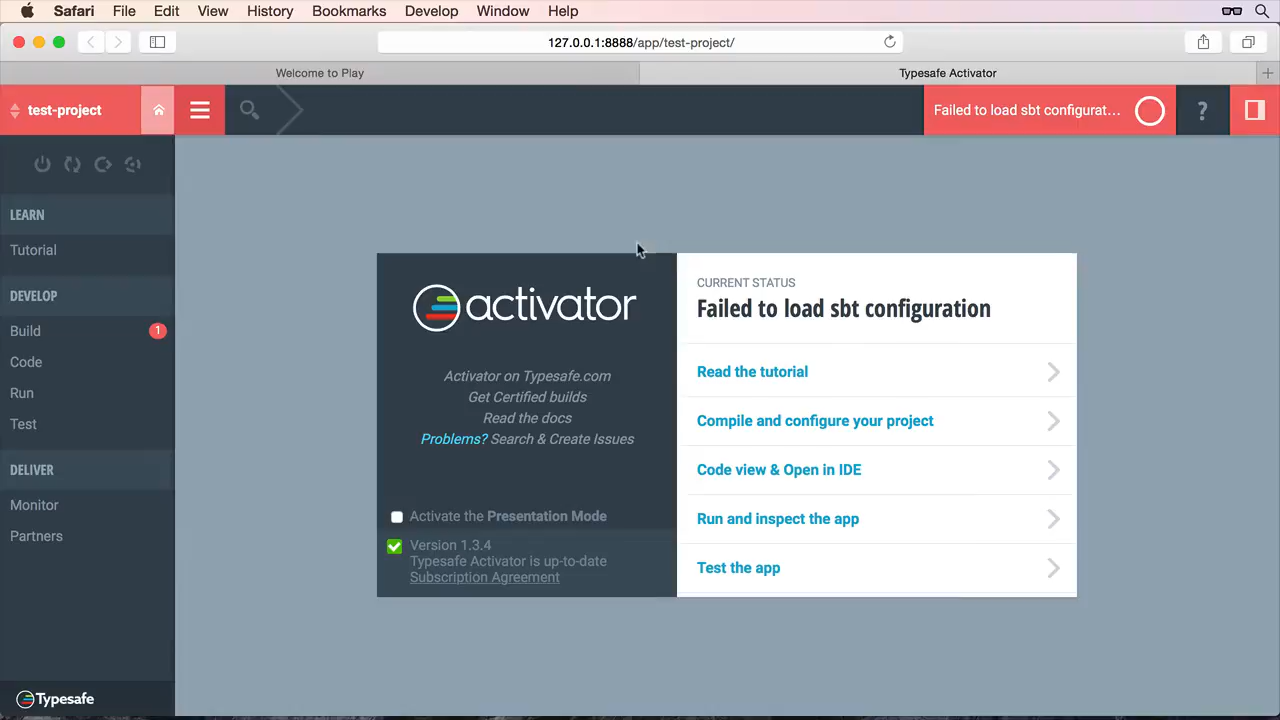 Safari File Edit View History Bookmarks Develop Window Help
127.0.0.1:8888/app/test-project/
Welcome to Play
Typesafe Activator
test-project
Failed to load sbt configurat...
?
LEARN
Tutorial
DEVELOP
Build 1
Code
Run
Test
DELIVER
Monitor
Partners
Typesafe
activator
Activator on Typesafe.com
Get Certified builds
Read the docs
Problems? Search & Create Issues
Activate the Presentation Mode
Version 1.3.4
Typesafe Activator is up-to-date
Subscription Agreement
CURRENT STATUS
Failed to load sbt configuration
Read the tutorial
Compile and configure your project
Code view & Open in IDE
Run and inspect the app
Test the app